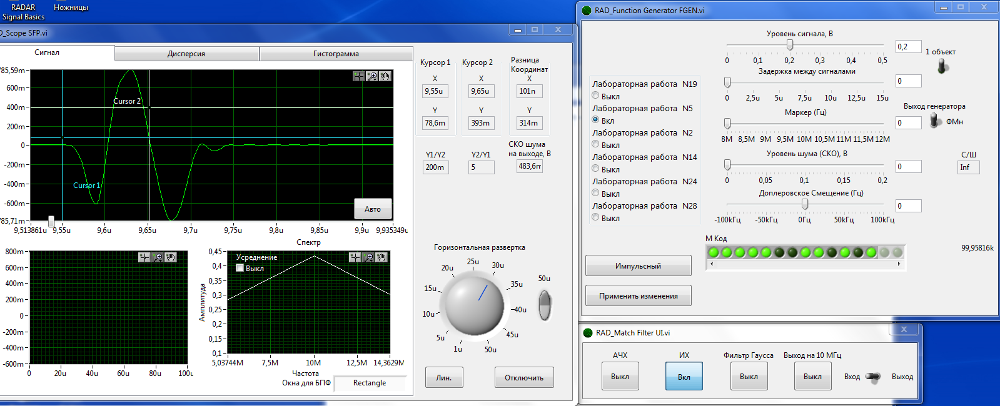 RADAR
Signal Basics
Ножницы
D_Scope SFP.vi
Сигнал
Дисперсия
Гистограмма
785,59m
600m
400m
200m
0
-200m
-400m
-600m
785,71m
Cursor 2
Cursor 1
Авто
9,513861u 9,55u 9,6u 9,65u 9,7u 9,75u 9,8u 9,85u 9,9u 9,935349u
Курсор 1
X
9,55u
Y
78,6m
Курсор 2
X
9,65u
Y
393m
Разница
Координат
X
101n
Y
314m
Y1/Y2
200m
Y2/Y1
5
СКО шума
на выходе, В
483,6m
800m
600m
400m
200m
0
-200m
-400m
-600m
0 20u 40u 60u 80u 100u
Спектр
Усреднение
Выкл
Амплитуда
0,45
0,4
0,35
0,3
0,25
0,2
0,15
0,1
5,03744M 7,5M 10M 12,5M 14,3629M
Частота
Окна для БПФ Rectangle
Горизонтальная развертка
1u
5u
10u
15u
20u
25u
30u
35u
40u
45u
50u
50u
Лин.
Отключить
RAD_Function Generator FGEN.vi
Лабораторная работа N19
Выкл
Лабораторная работа N5
Вкл
Лабораторная работа N2
Выкл
Лабораторная работа N14
Выкл
Лабораторная работа N24
Выкл
Лабораторная работа N28
Выкл
Импульсный
Применить изменения
Уровень сигнала, В
0 0,1 0,2 0,3 0,4 0,5
0,2
Задержка между сигналами
0 2,5u 5u 7,5u 10u 12,5u 15u
0
Маркер (Гц)
8M 8,5M 9M 9,5M 10M 10,5M 11M 11,5M 12M
0
Уровень шума (СКО), В
0 0,05 0,1 0,15 0,2
0
Доплеровское Смещение (Гц)
-100кГц -50кГц 0Гц 50кГц 100кГц
0
1 объект
Выход генератора
ФМн
С/Ш
Inf
М Код
99,95816k
RAD_Match Filter UI.vi
АЧХ
Выкл
ИХ
Вкл
Фильтр Гаусса
Выкл
Выход на 10 МГц
Выкл
Вход
Выход